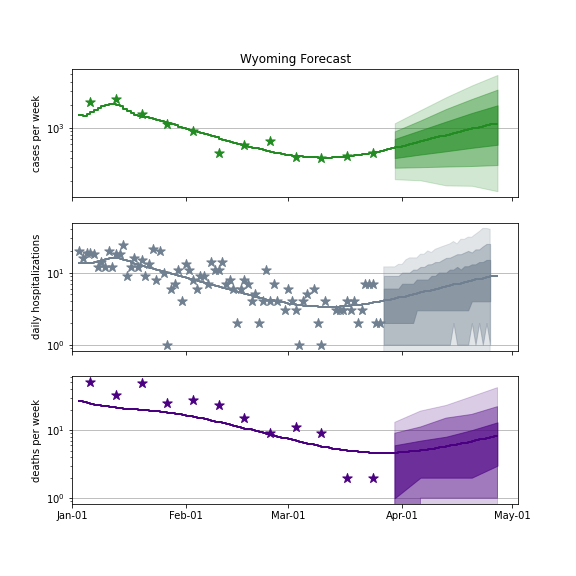 Wyoming Forecast
cases per week
10³
daily hospitalizations
10¹
10⁰
deaths per week
10¹
10⁰
Jan-01 Feb-01 Mar-01 Apr-01 May-01